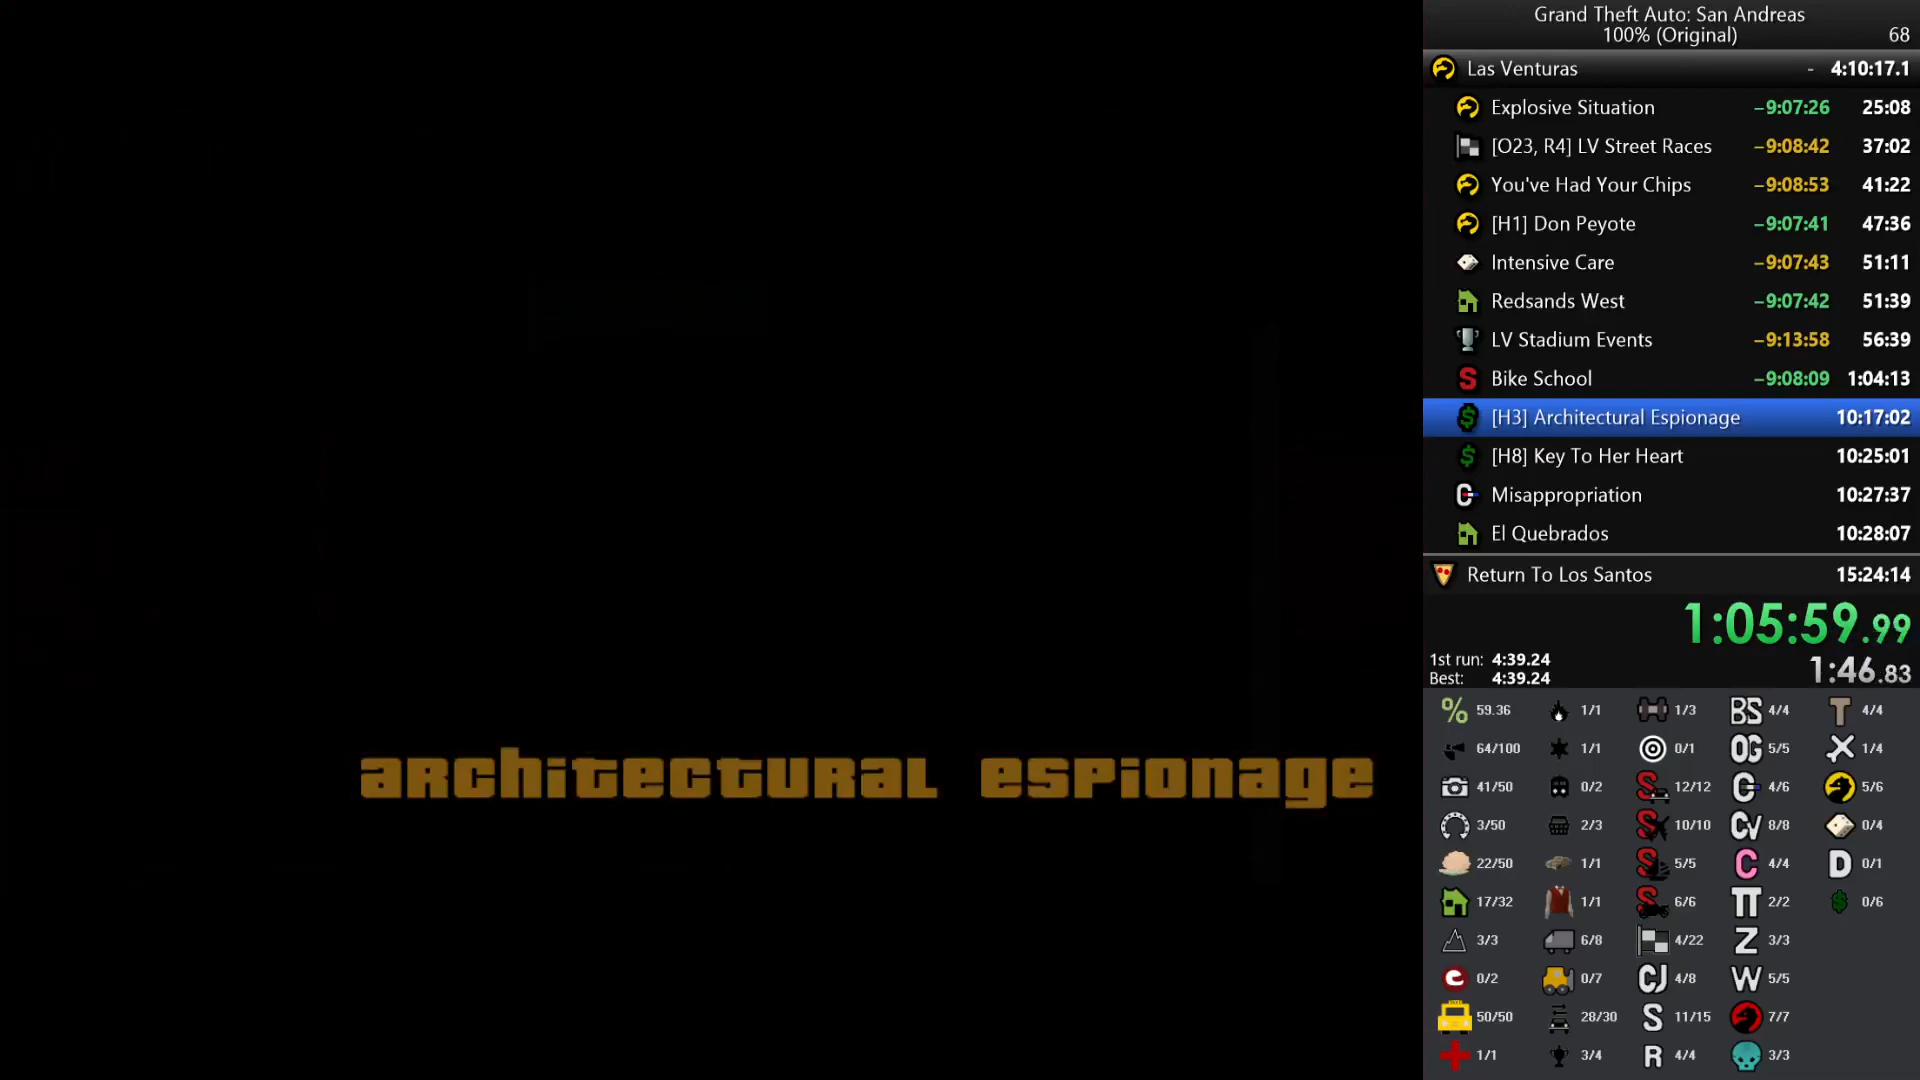 architectural espionage
Grand Theft Auto: San Andreas
100% (Original) 68
Las Venturas - 4:10:17.1
Explosive Situation −9:07:26 25:08
[O23, R4] LV Street Races −9:08:42 37:02
You've Had Your Chips −9:08:53 41:22
[H1] Don Peyote −9:07:41 47:36
Intensive Care −9:07:43 51:11
Redsands West −9:07:42 51:39
LV Stadium Events −9:13:58 56:39
Bike School −9:08:09 1:04:13
[H3] Architectural Espionage 10:17:02
[H8] Key To Her Heart 10:25:01
Misappropriation 10:27:37
El Quebrados 10:28:07
Return To Los Santos 15:24:14
1:05:59.99
1st run: 4:39.24
Best: 4:39.24
1:46.83
% 59.36 1/1 1/3 BS 4/4 T 4/4
64/100 1/1 0/1 OG 5/5 1/4
41/50 0/2 S 12/12 C 4/6 5/6
3/50 2/3 S 10/10 CV 8/8 0/4
22/50 1/1 S 5/5 C 4/4 D 0/1
17/32 1/1 S 6/6 2/2 $ 0/6
3/3 6/8 4/22 Z 3/3
C 0/2 0/7 CJ 4/8 W 5/5
50/50 28/30 S 11/15 7/7
1/1 3/4 R 4/4 3/3